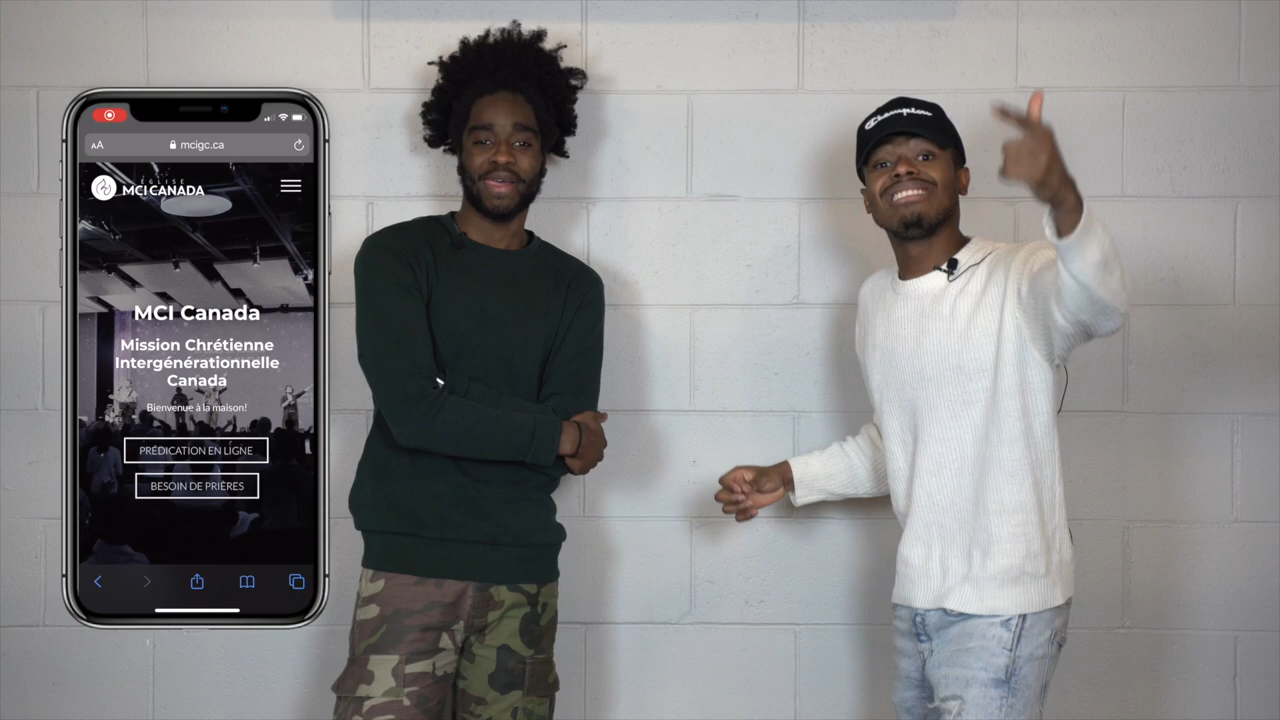 AA mcigc.ca
ÉGLISE
MCI CANADA
MCI Canada
Mission Chrétienne
Intergénérationnelle
Canada
Bienvenue à la maison!
PRÉDICATION EN LIGNE
BESOIN DE PRIÈRES
Champion